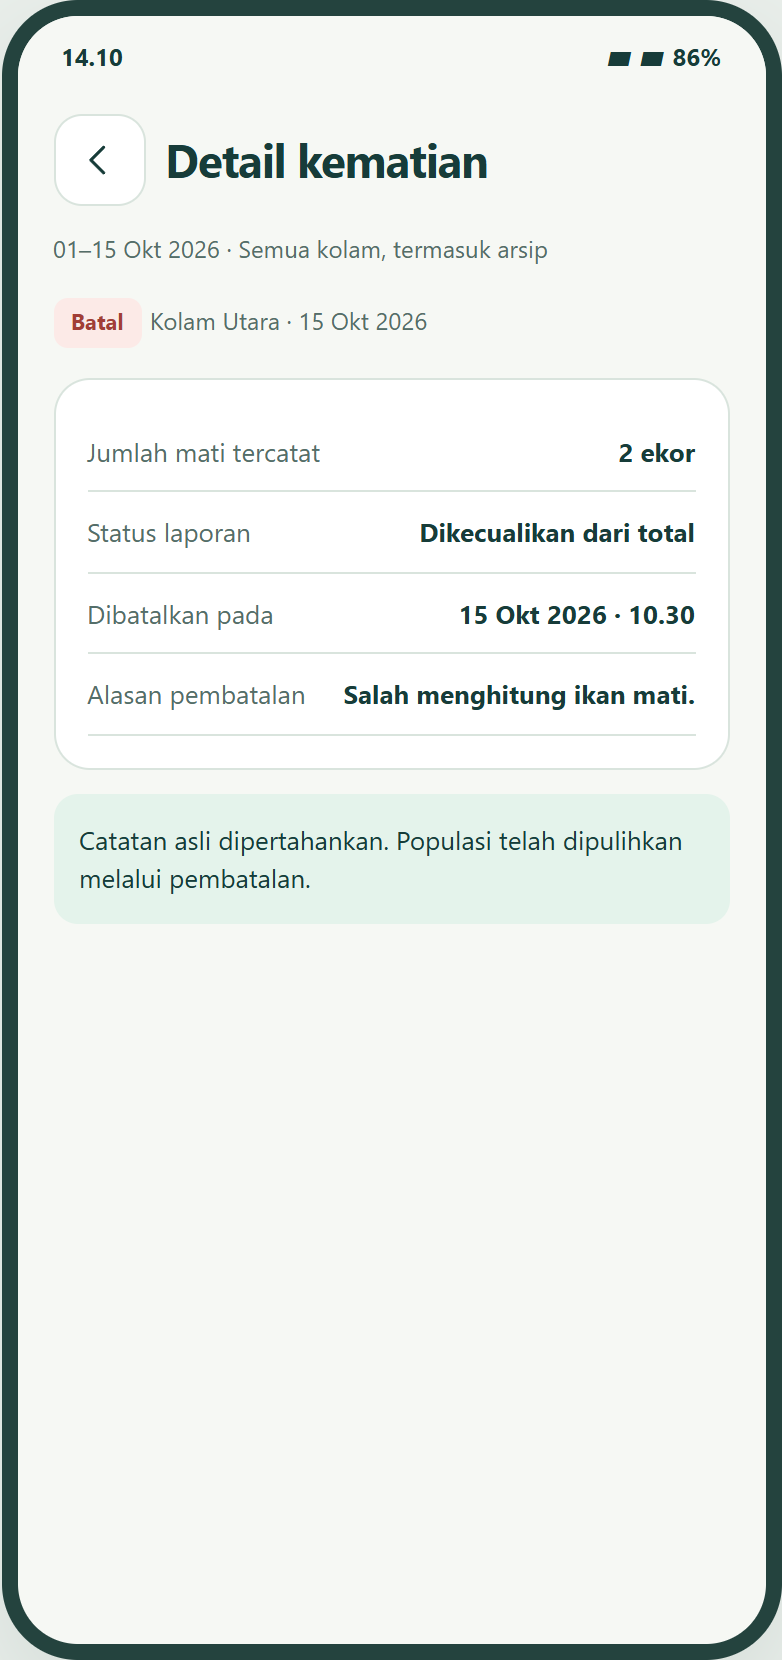 14.10
86%
Detail kematian
01–15 Okt 2026 · Semua kolam, termasuk arsip
Batal Kolam Utara · 15 Okt 2026
Jumlah mati tercatat 2 ekor
Status laporan Dikecualikan dari total
Dibatalkan pada 15 Okt 2026 · 10.30
Alasan pembatalan Salah menghitung ikan mati.
Catatan asli dipertahankan. Populasi telah dipulihkan
melalui pembatalan.